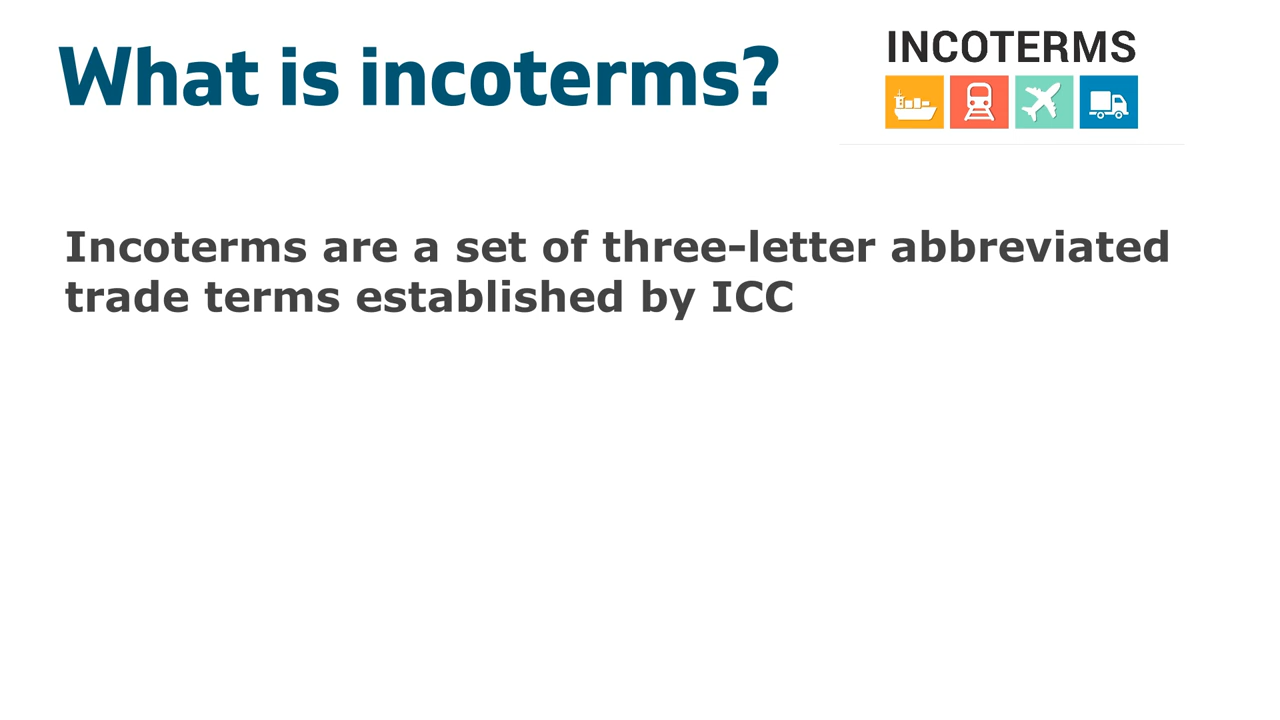 What is incoterms?
INCOTERMS
Incoterms are a set of three-letter abbreviated
trade terms established by ICC